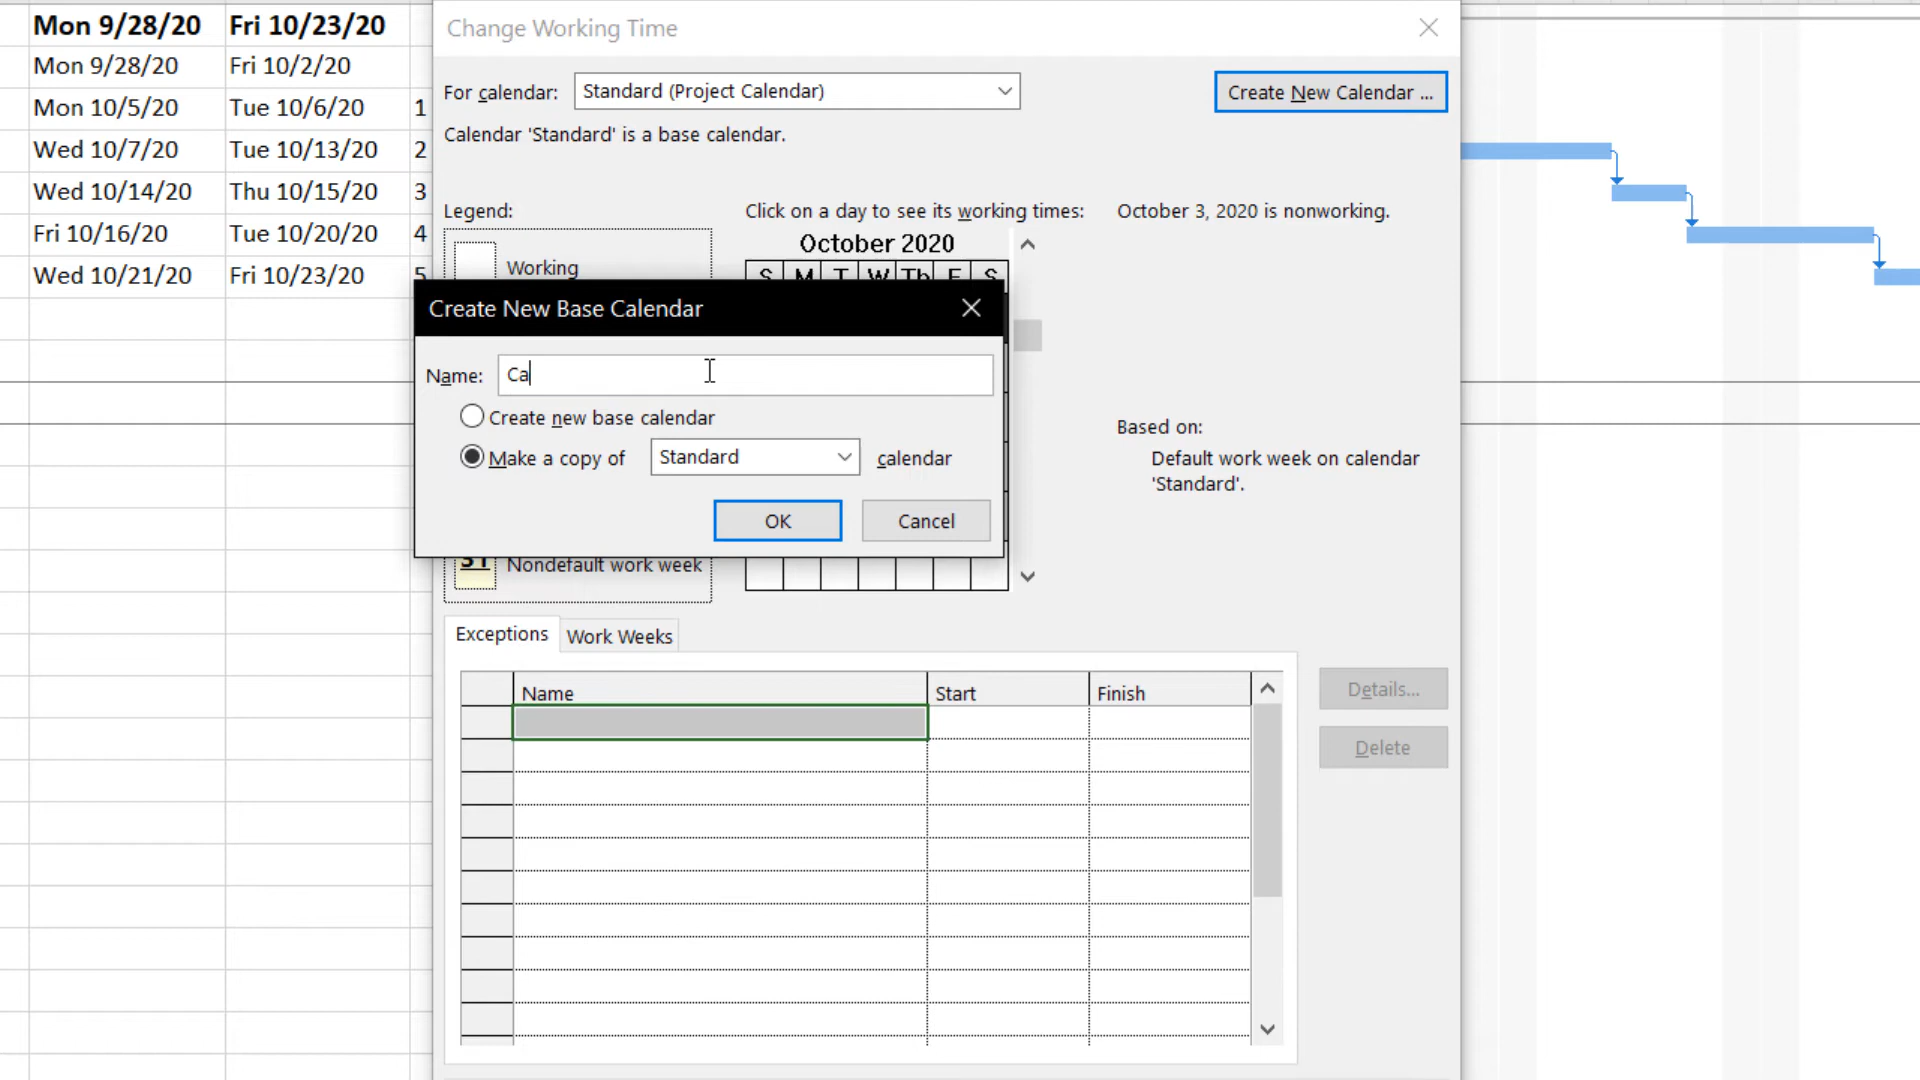 Mon 9/28/20 Fri 10/23/20
Mon 9/28/20 Fri 10/2/20
Mon 10/5/20 Tue 10/6/20 1
Wed 10/7/20 Tue 10/13/20 2
Wed 10/14/20 Thu 10/15/20 3
Fri 10/16/20 Tue 10/20/20 4
Wed 10/21/20 Fri 10/23/20 5
Change Working Time
For calendar: Standard (Project Calendar) Create New Calendar ...
Calendar 'Standard' is a base calendar.
Legend: Click on a day to see its working times: October 3, 2020 is nonworking.
Working
October 2020
S M T W Th F S
Create New Base Calendar
Name: Ca
Create new base calendar
Make a copy of Standard calendar
OK Cancel
Based on:
Default work week on calendar
'Standard'.
31 Nondefault work week
Exceptions Work Weeks
Name Start Finish
Details...
Delete